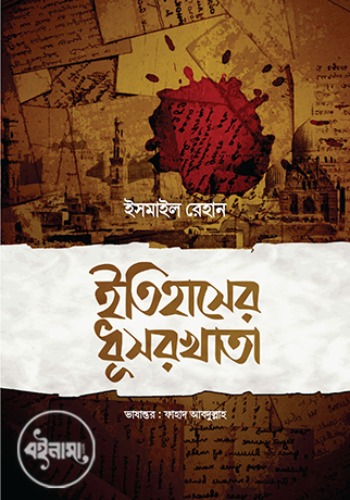 ইসমাইল রেহান
ইতিহাসের
ধূসরখাতা
ভাষান্তর : ফাহাদ আবদুল্লাহ
বইনামা